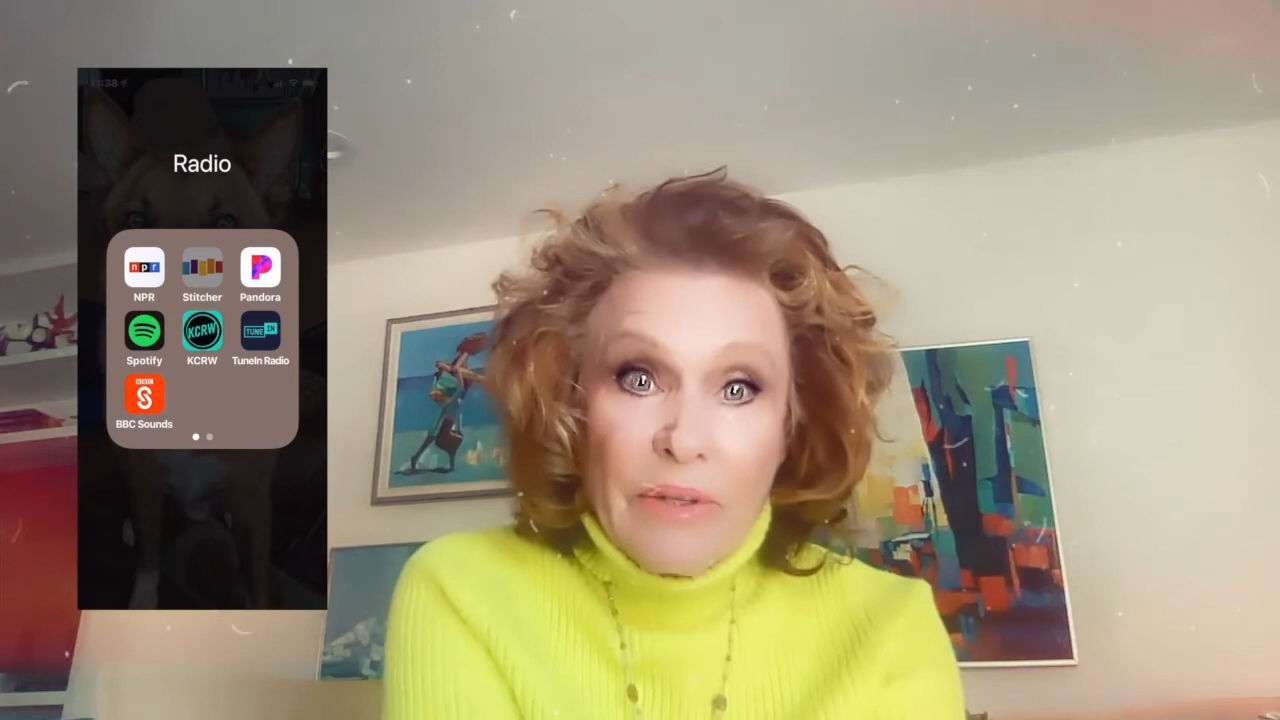 Radio
npr
NPR
Stitcher
Pandora
Spotify
KCRW
KCRW
TUNE IN
TuneIn Radio
BBC
S
BBC Sounds